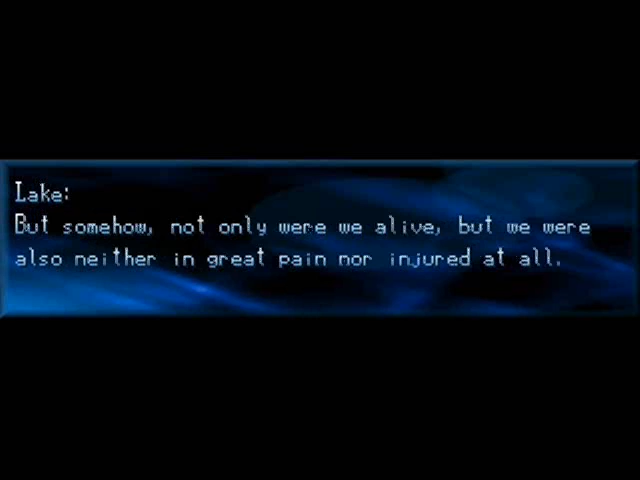 Lake:
But somehow, not only were we alive, but we were
also neither in great pain nor injured at all.